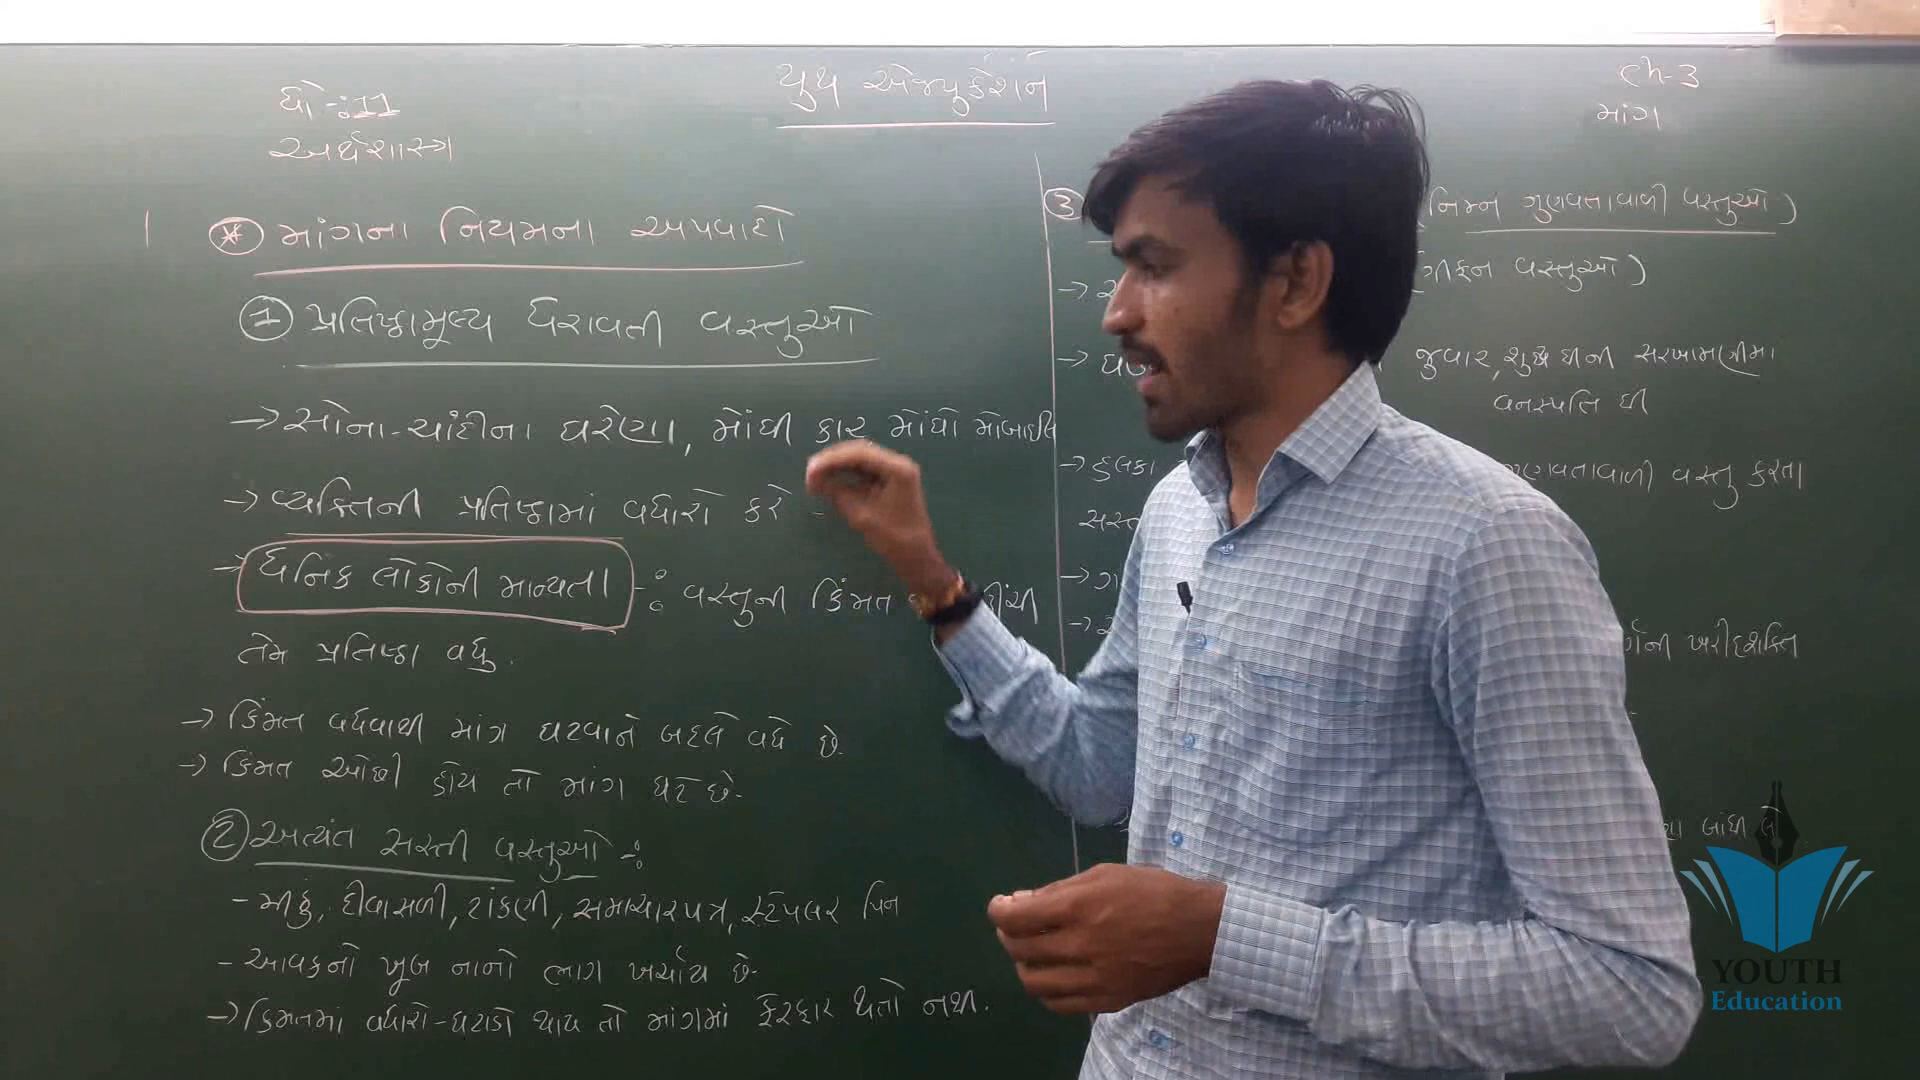 ધો-:11
અર્થશાસ્ત્ર
યુથ એજ્યુકેશન
Ch-3
માંગ
* માંગના નિયમના અપવાદો
1 પ્રતિષ્ઠામૂલ્ય ધરાવતી વસ્તુઓ
→ સોના-ચાંદીના ઘરેણા, મોંઘી કાર, મોંઘો મોબાઈલ
→ વ્યક્તિની પ્રતિષ્ઠામાં વધારો કરે -
→ ધનિક લોકોની માન્યતા -: વસ્તુની કિંમત ઊંચી
તેમ પ્રતિષ્ઠા વધુ.
→ કિંમત વધવાથી માંગ ઘટવાને બદલે વધે છે.
→ કિંમત ઓછી હોય તો માંગ ઘટે છે.
2 અત્યંત સસ્તી વસ્તુઓ -:
- મીઠું, દીવાસળી, ટાંકણી, સમાચારપત્ર, સ્ટેપલર પિન
- આવકનો ખૂબ નાનો ભાગ ખર્ચાય છે.
→ કિંમતમાં વધારો-ઘટાડો થાય તો માંગમાં ફેરફાર થતો નથી.
3 (નિમ્ન ગુણવત્તાવાળી વસ્તુઓ)
(ગીફન વસ્તુઓ)
જુવાર, શુદ્ધ ઘીની સરખામણીમાં
વનસ્પતિ ઘી
→ હલકા ગુણવત્તાવાળી વસ્તુ કરતા
ખરીદશક્તિ
બાંધી લે
YOUTH
Education